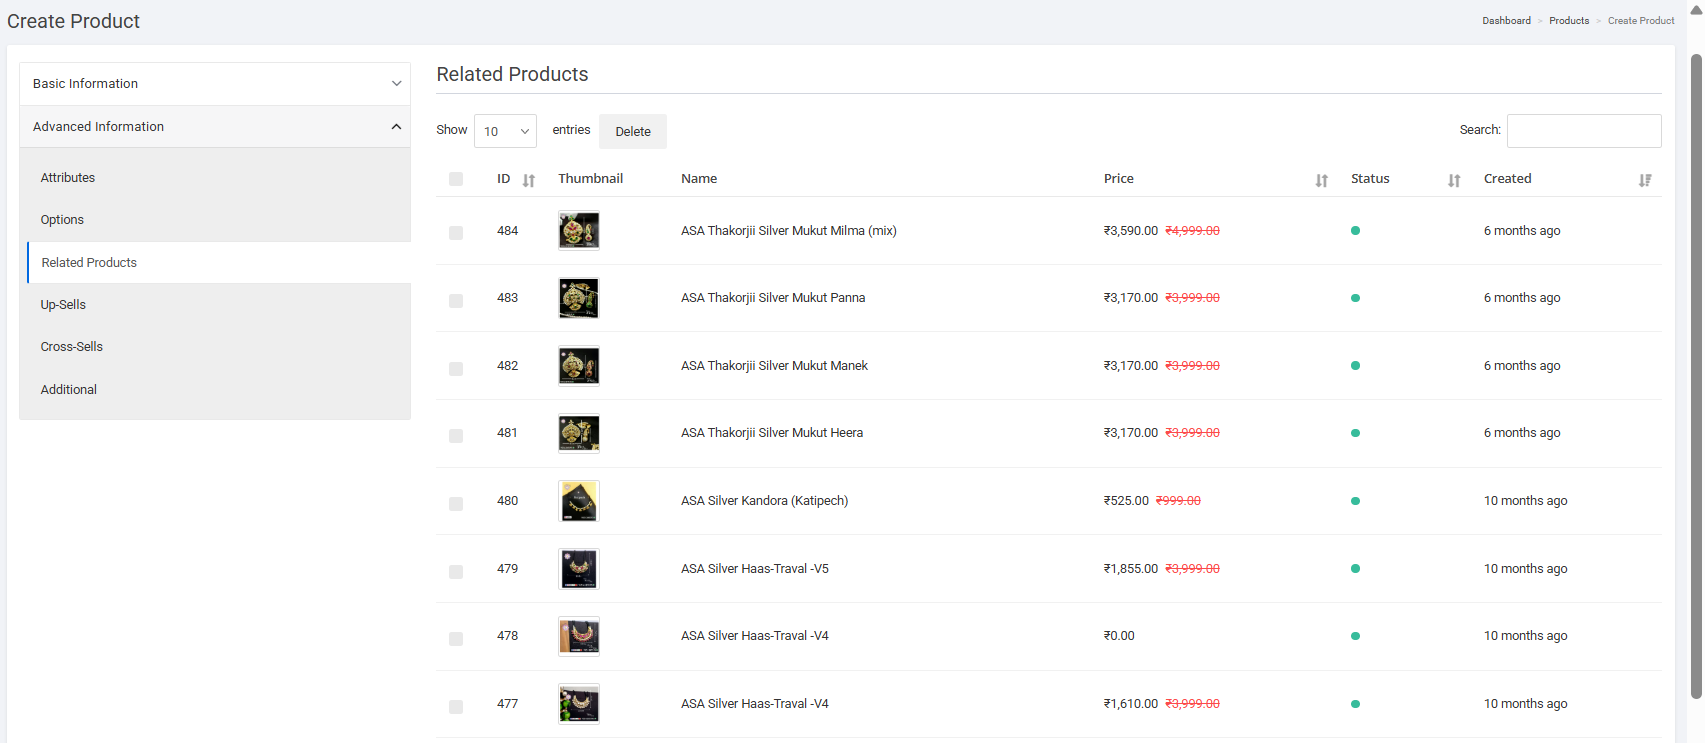 Create Product
Dashboard > Products > Create Product
Basic Information
Advanced Information
Attributes
Options
Related Products
Up-Sells
Cross-Sells
Additional
Related Products
Show 10 entries Delete Search:
ID Thumbnail Name Price Status Created
484 ASA Thakorjii Silver Mukut Milma (mix) ₹3,590.00 ₹4,999.00 6 months ago
483 ASA Thakorjii Silver Mukut Panna ₹3,170.00 ₹3,999.00 6 months ago
482 ASA Thakorjii Silver Mukut Manek ₹3,170.00 ₹3,999.00 6 months ago
481 ASA Thakorjii Silver Mukut Heera ₹3,170.00 ₹3,999.00 6 months ago
480 ASA Silver Kandora (Katipech) ₹525.00 ₹999.00 10 months ago
479 ASA Silver Haas-Traval -V5 ₹1,855.00 ₹3,999.00 10 months ago
478 ASA Silver Haas-Traval -V4 ₹0.00 10 months ago
477 ASA Silver Haas-Traval -V4 ₹1,610.00 ₹3,999.00 10 months ago